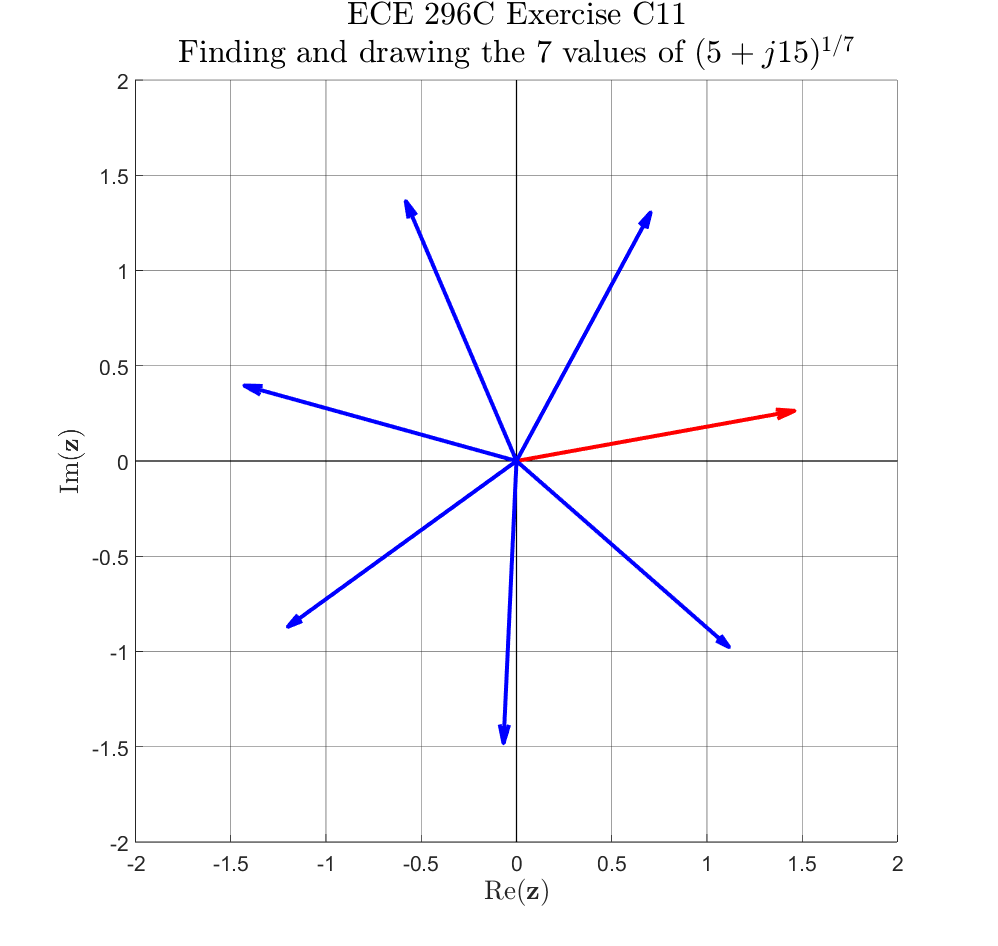 ECE 296C Exercise C11
Finding and drawing the 7 values of (5 + j15)^{1/7}
2
1.5
1
0.5
0
-0.5
-1
-1.5
-2
Im(z)
-2 -1.5 -1 -0.5 0 0.5 1 1.5 2
Re(z)